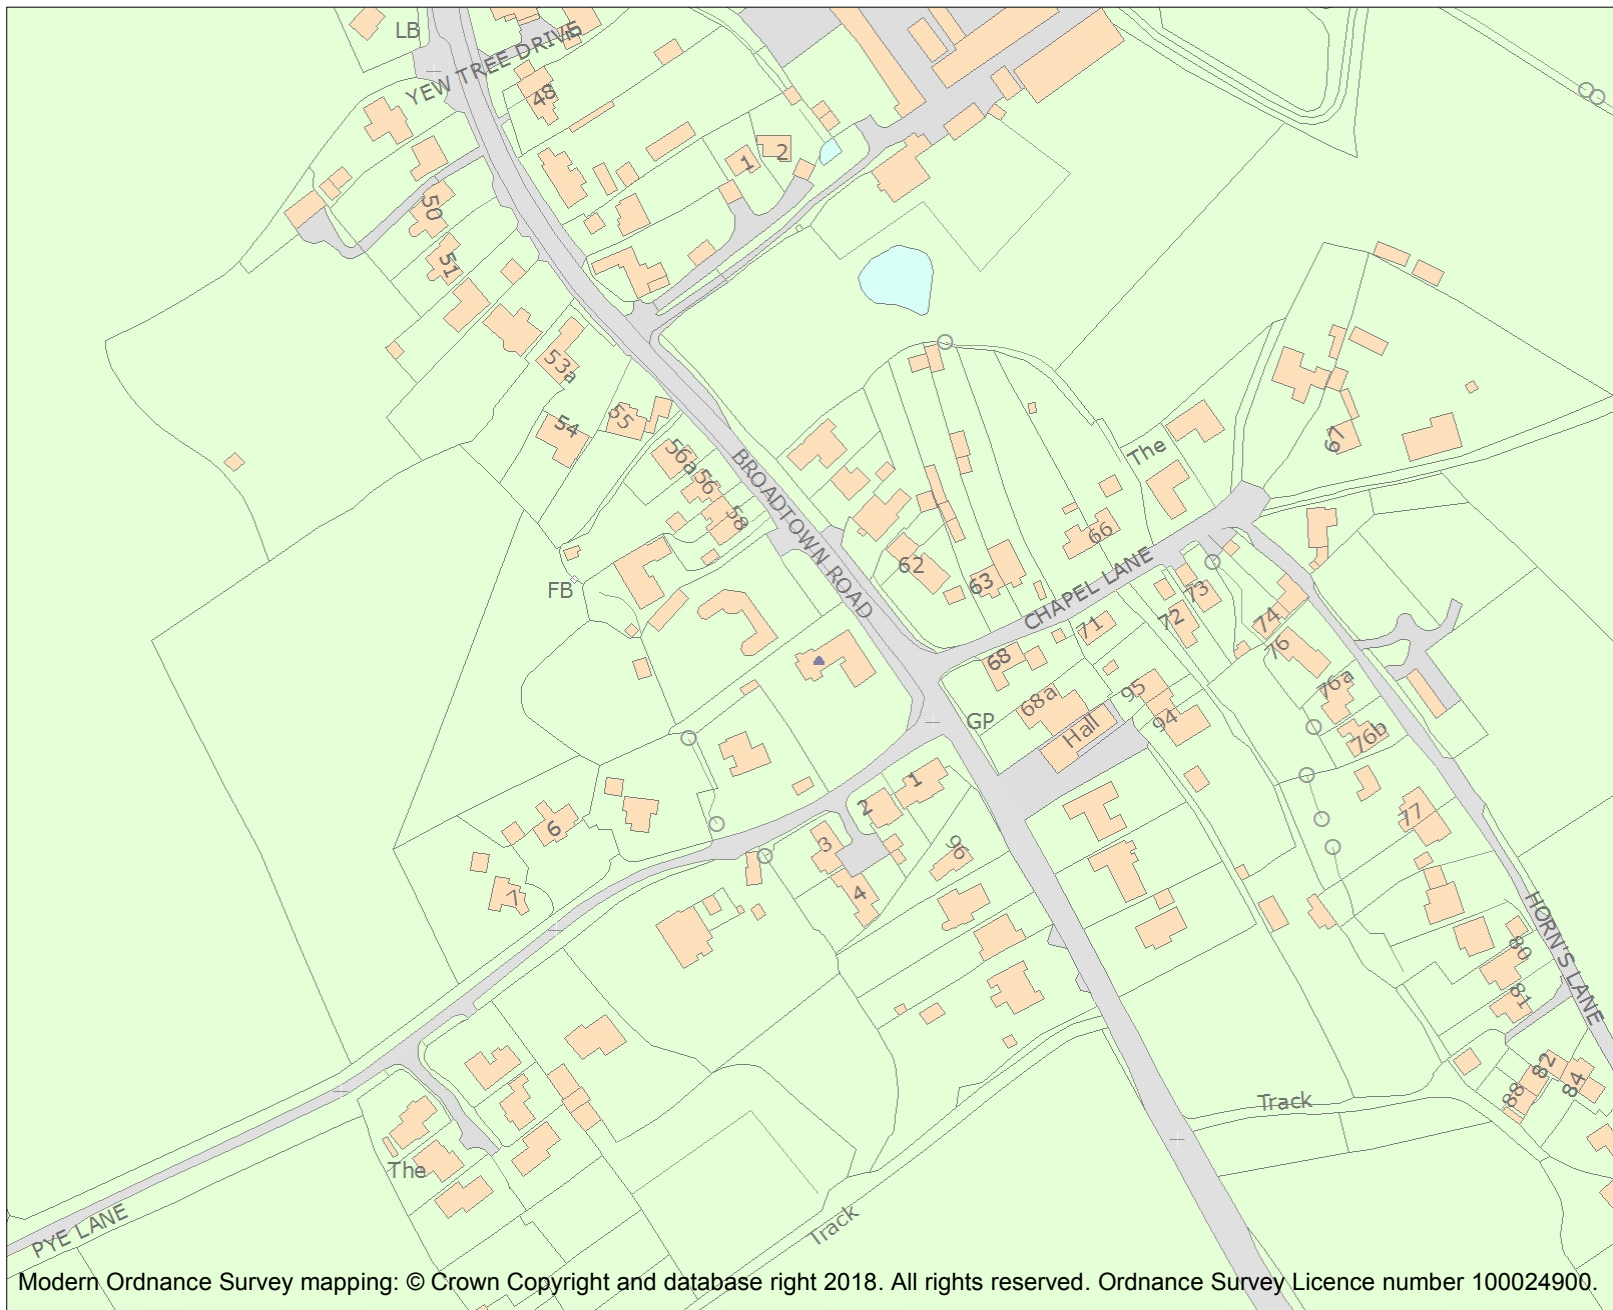 LB
YEW TREE DRIVE
48
1
2
50
51
53a
54
55
56a
56
58
BROADTOWN ROAD
The
67
62
63
66
CHAPEL LANE
FB
73
72
71
74
76
68
68a
GP
Hall
95
94
76a
76b
77
1
2
3
4
96
6
7
HORN'S LANE
80
81
82
84
88
Track
The
Track
PYE LANE
Modern Ordnance Survey mapping: © Crown Copyright and database right 2018. All rights reserved. Ordnance Survey Licence number 100024900.